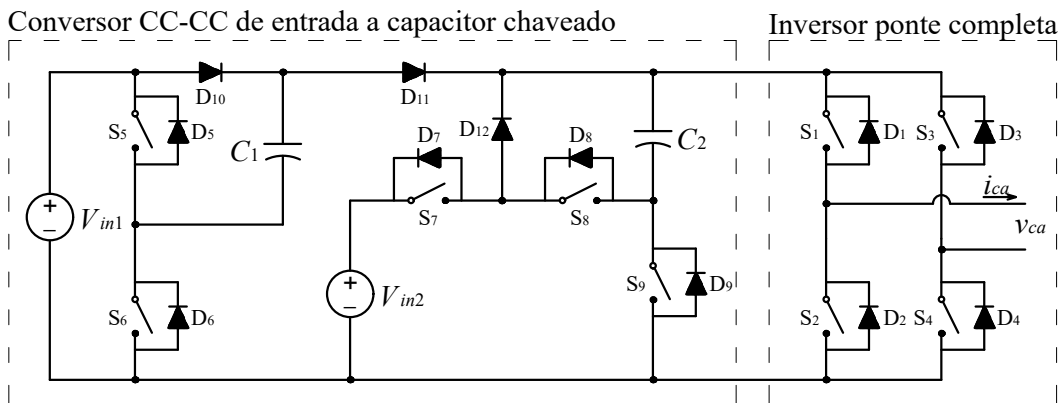 Conversor CC-CC de entrada a capacitor chaveado
Inversor ponte completa
D10
D11
S5
D5
C1
D12
D7
D8
C2
S1
D1
S3
D3
S7
S8
ica
vca
+
−
Vin1
+
−
Vin2
S9
D9
S6
D6
S2
D2
S4
D4